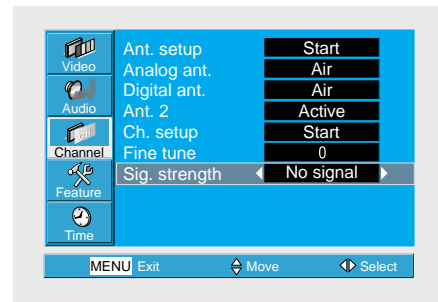 Video
Audio
Channel
Feature
Time
Ant. setup Start
Analog ant. Air
Digital ant. Air
Ant. 2 Active
Ch. setup Start
Fine tune 0
Sig. strength No signal
MENU Exit Move Select